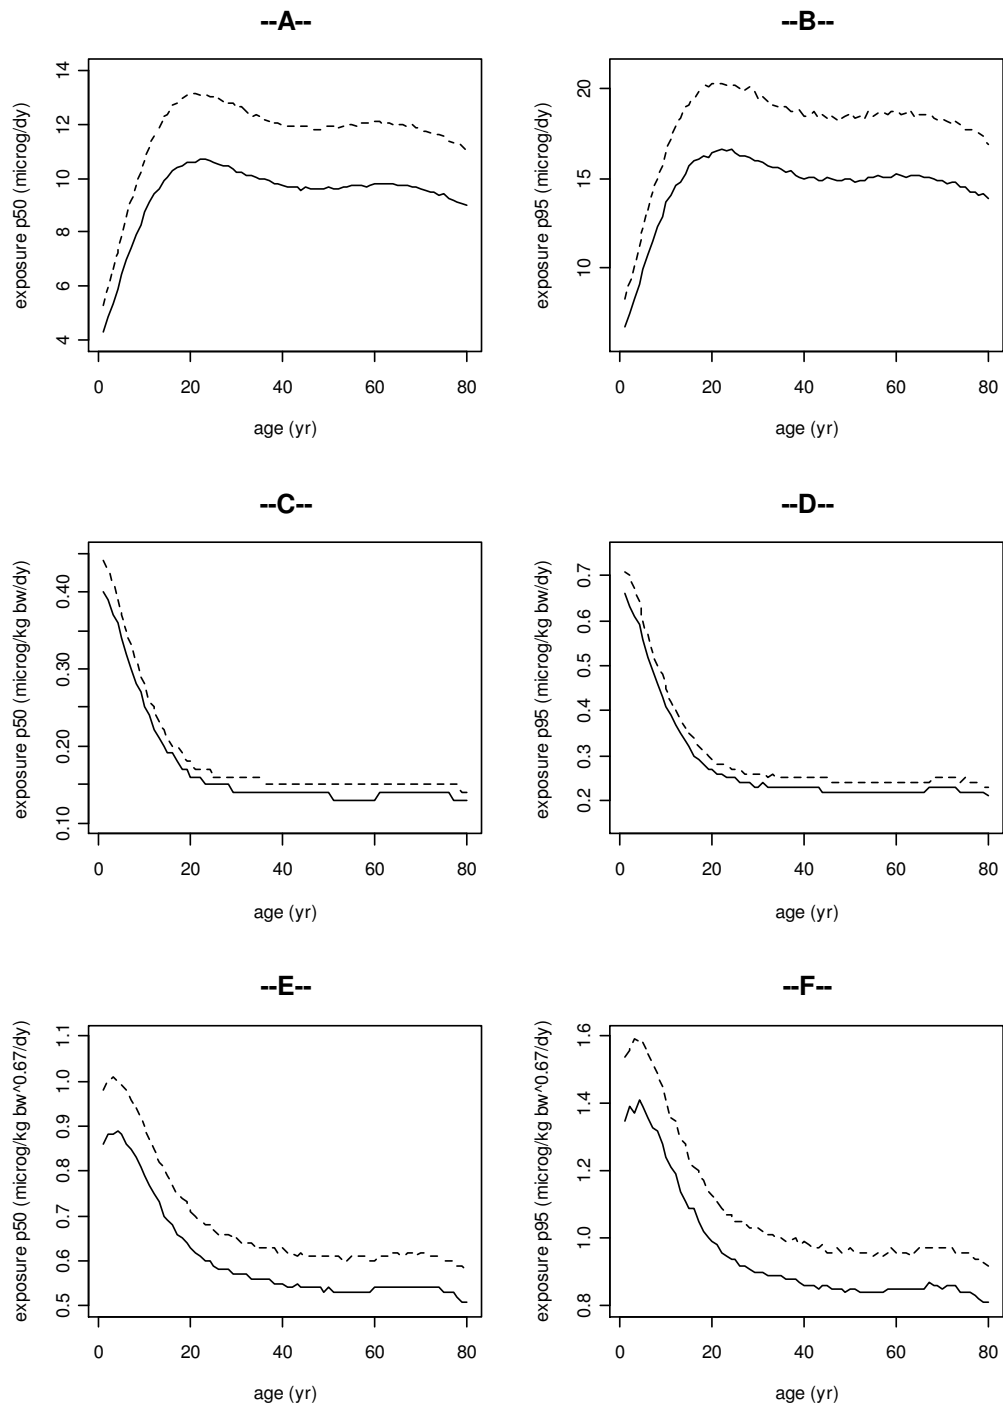 --A--
exposure p50 (microg/dy)
14
12
10
8
6
4
0 20 40 60 80
age (yr)
--B--
exposure p95 (microg/dy)
20
15
10
0 20 40 60 80
age (yr)
--C--
exposure p50 (microg/kg bw/dy)
0.40
0.30
0.20
0.10
0 20 40 60 80
age (yr)
--D--
exposure p95 (microg/kg bw/dy)
0.7
0.6
0.5
0.4
0.3
0.2
0 20 40 60 80
age (yr)
--E--
exposure p50 (microg/kg bw^0.67/dy)
1.1
1.0
0.9
0.8
0.7
0.6
0.5
0 20 40 60 80
age (yr)
--F--
exposure p95 (microg/kg bw^0.67/dy)
1.6
1.4
1.2
1.0
0.8
0 20 40 60 80
age (yr)